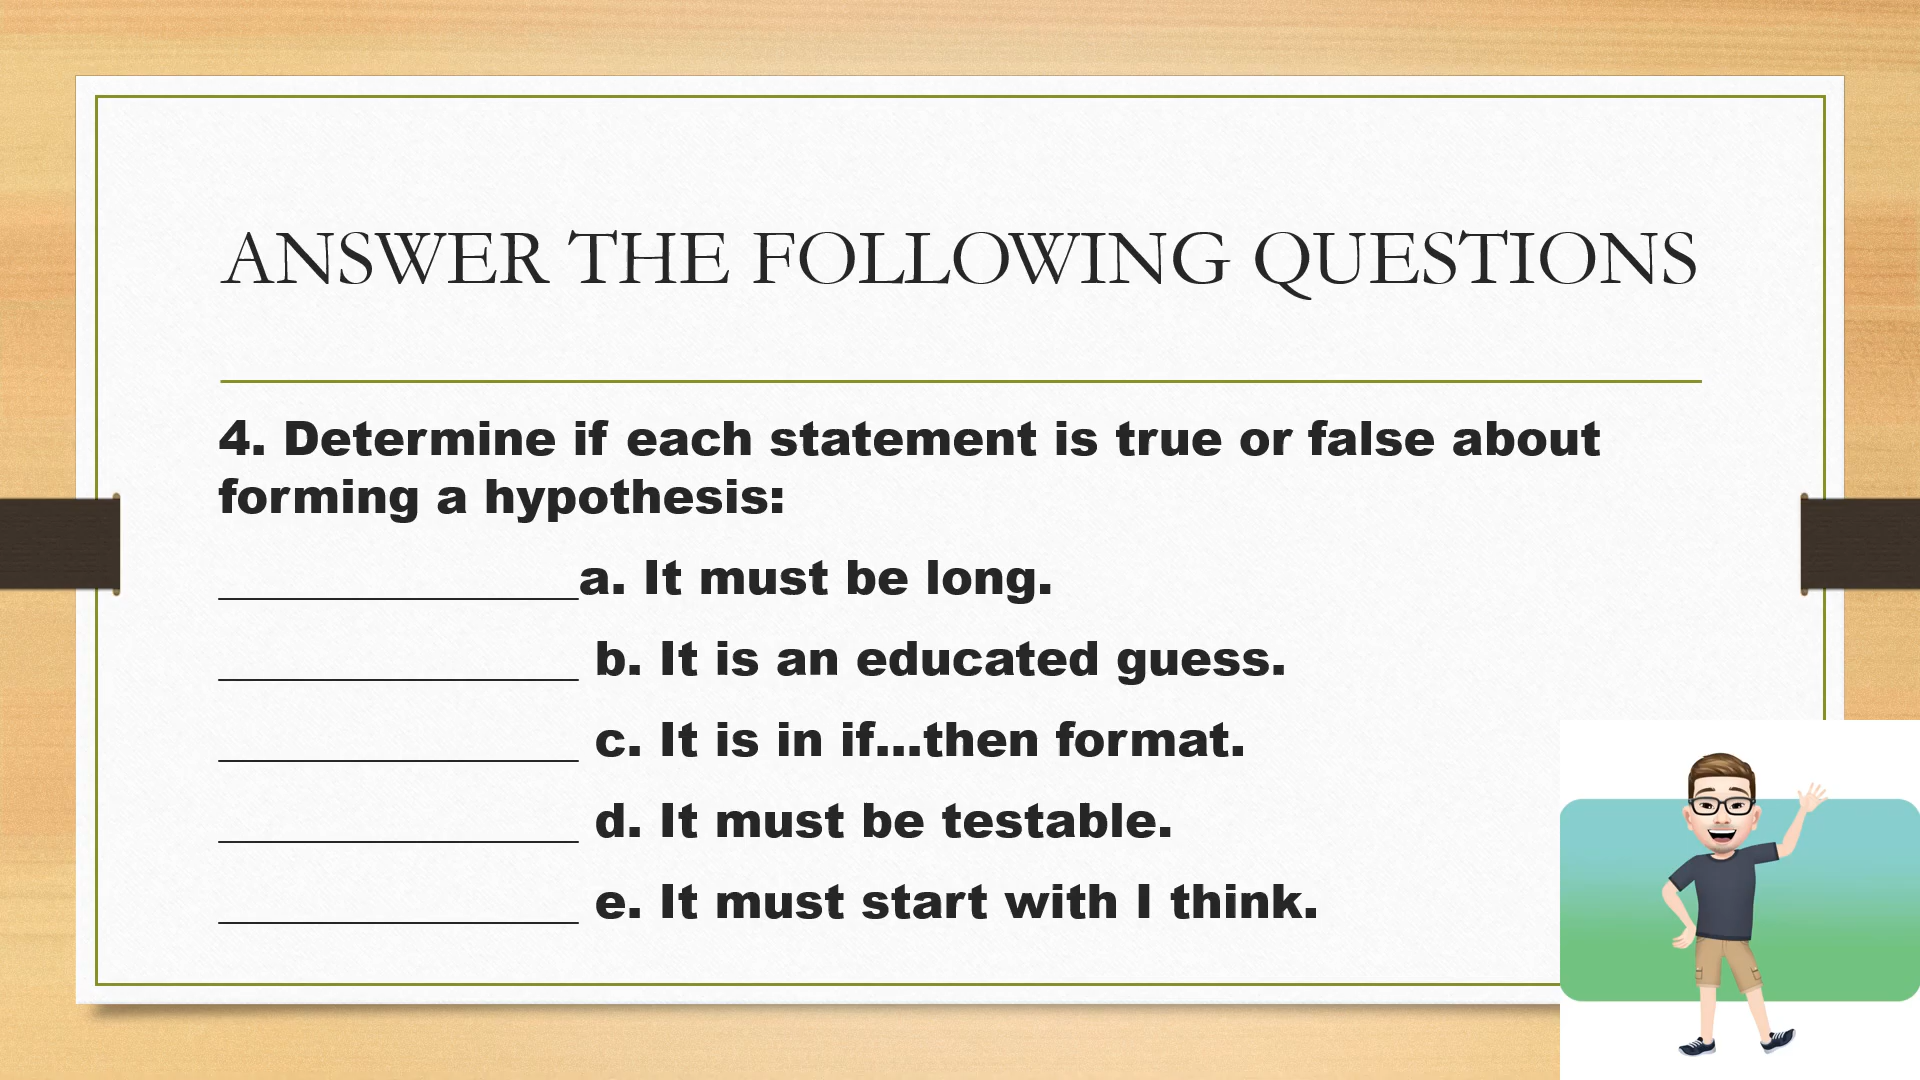 ANSWER THE FOLLOWING QUESTIONS
4. Determine if each statement is true or false about
forming a hypothesis:
_______________a. It must be long.
_______________ b. It is an educated guess.
_______________ c. It is in if...then format.
_______________ d. It must be testable.
_______________ e. It must start with I think.